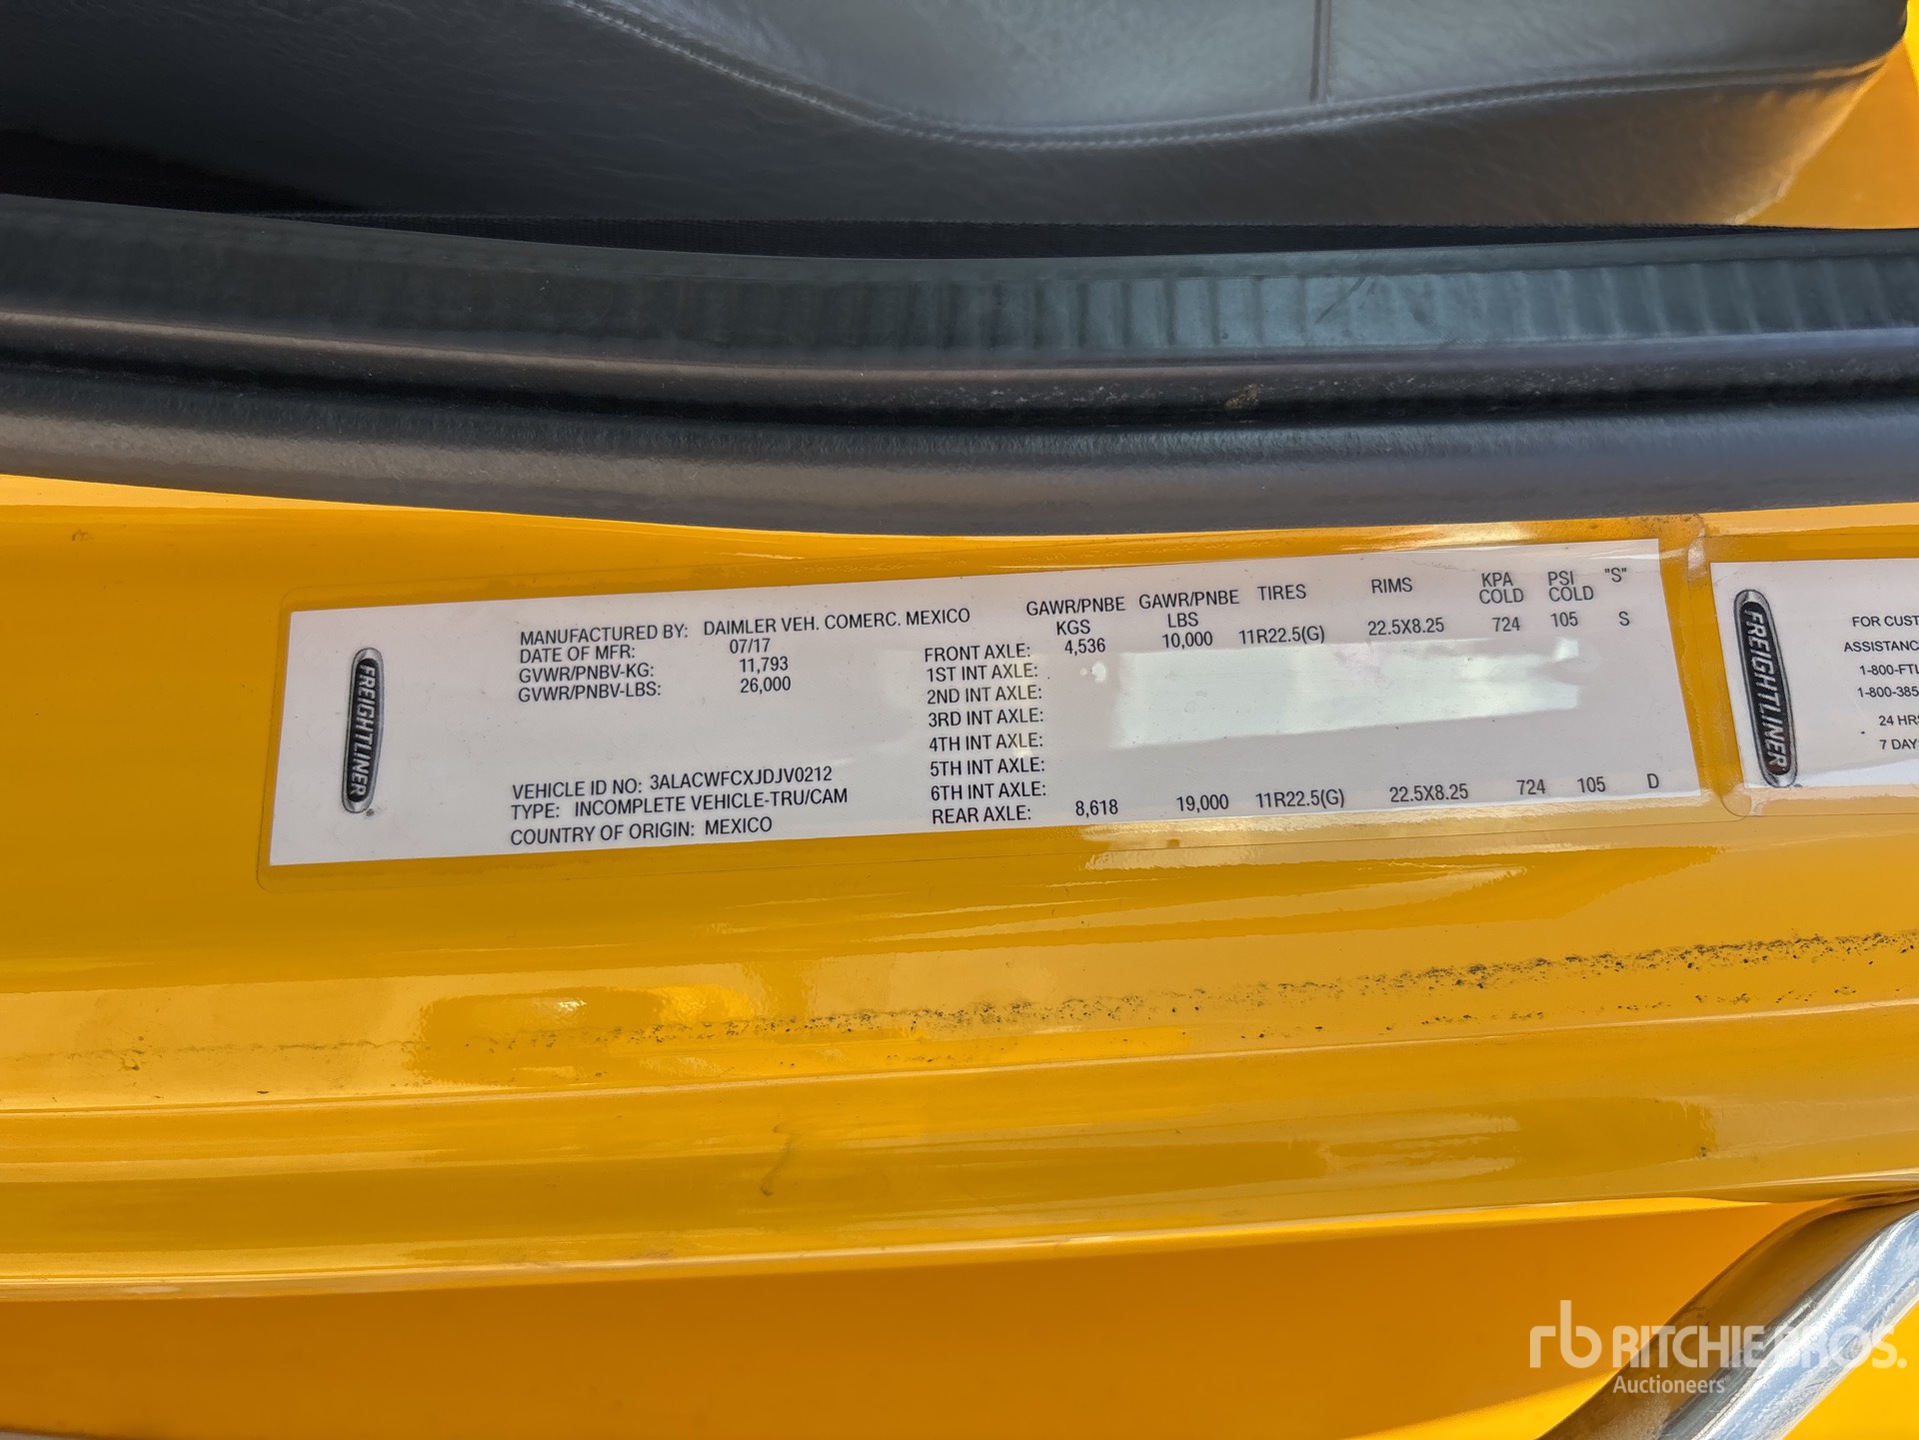 FREIGHTLINER
MANUFACTURED BY: DAIMLER VEH. COMERC. MEXICO
DATE OF MFR: 07/17
GVWR/PNBV-KG: 11,793
GVWR/PNBV-LBS: 26,000
VEHICLE ID NO: 3ALACWFCXJDJV0212
TYPE: INCOMPLETE VEHICLE-TRU/CAM
COUNTRY OF ORIGIN: MEXICO
GAWR/PNBE KGS GAWR/PNBE LBS TIRES RIMS KPA COLD PSI COLD "S"
FRONT AXLE: 4,536 10,000 11R22.5(G) 22.5X8.25 724 105 S
1ST INT AXLE:
2ND INT AXLE:
3RD INT AXLE:
4TH INT AXLE:
5TH INT AXLE:
6TH INT AXLE:
REAR AXLE: 8,618 19,000 11R22.5(G) 22.5X8.25 724 105 D
FREIGHTLINER
FOR CUST
ASSISTANC
1-800-FTL
1-800-385
24 HRS
7 DAY
rb RITCHIE BROS.
Auctioneers